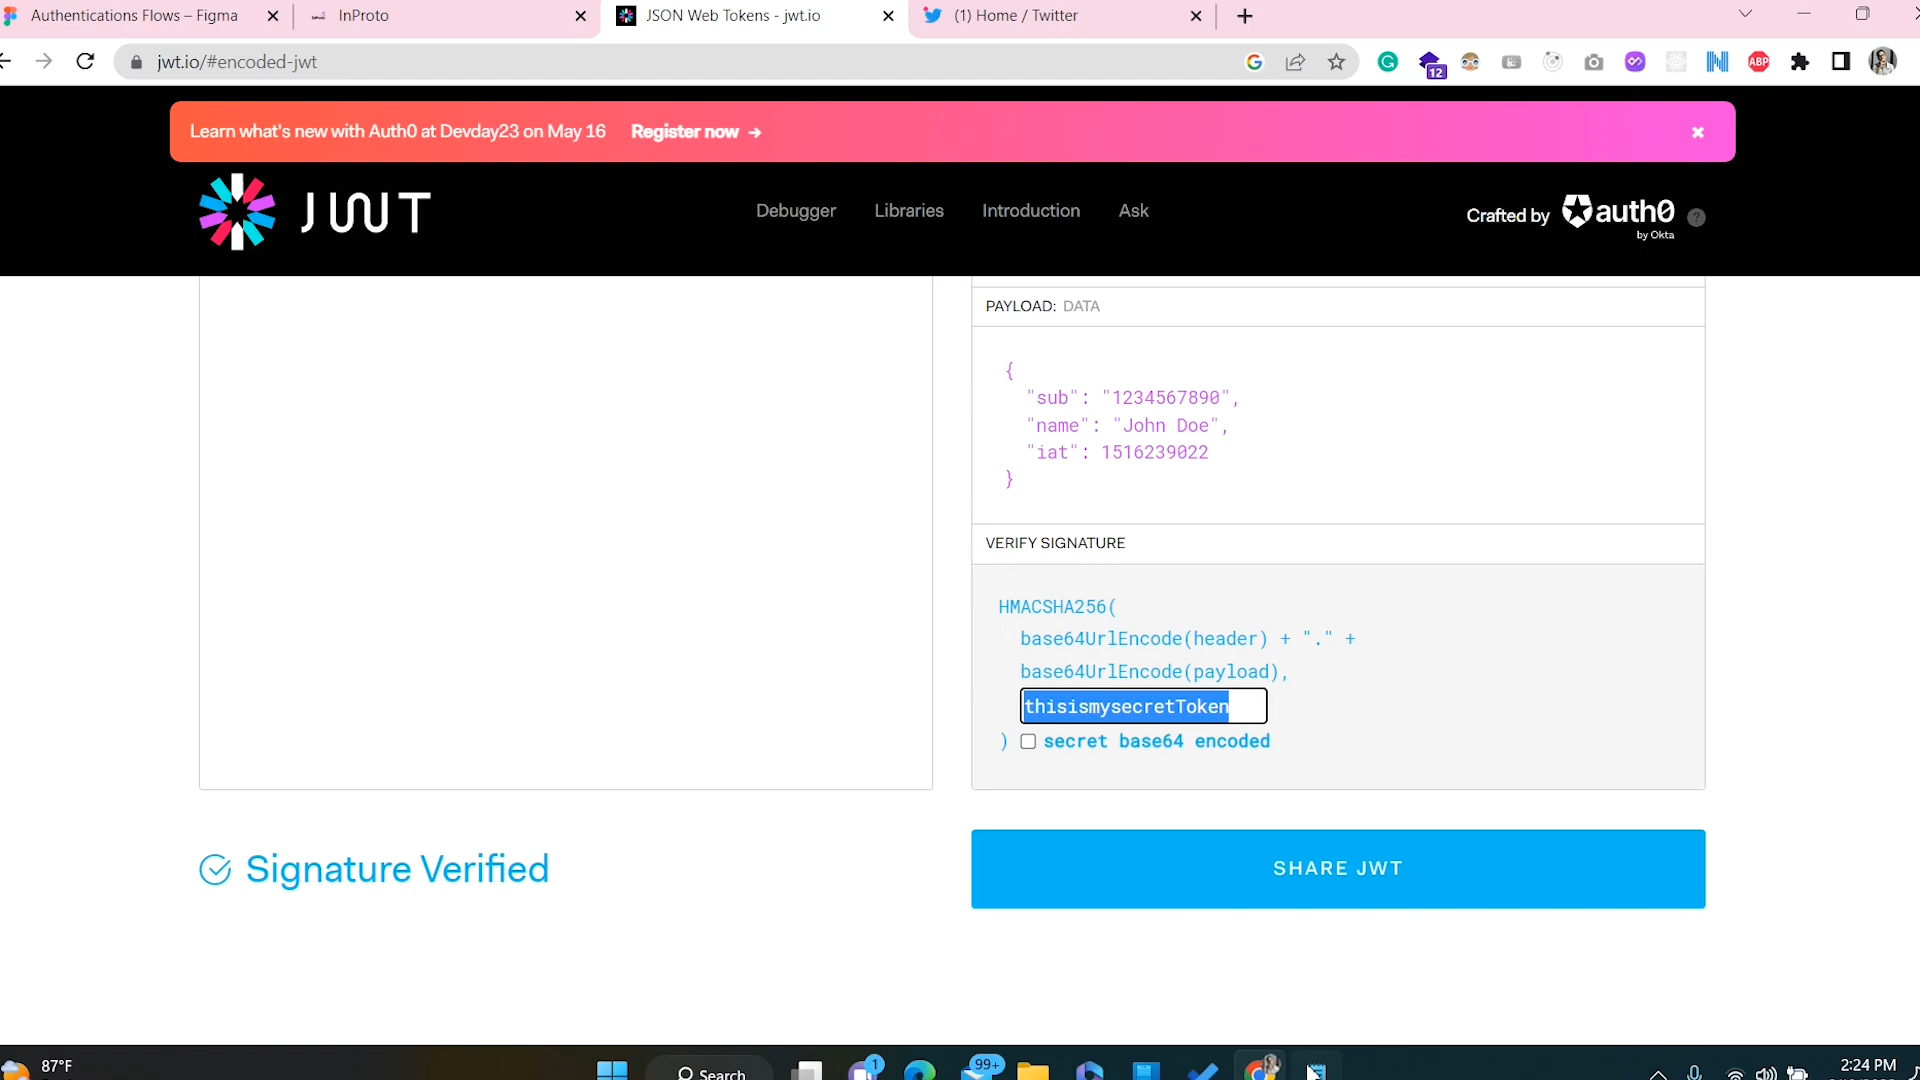 Authentications Flows – Figma
InProto
JSON Web Tokens - jwt.io
(1) Home / Twitter
jwt.io/#encoded-jwt
12
ABP
Learn what's new with Auth0 at Devday23 on May 16 Register now →
JWT
Debugger
Libraries
Introduction
Ask
Crafted by auth0
by Okta
?
PAYLOAD: DATA
{
"sub": "1234567890",
"name": "John Doe",
"iat": 1516239022
}
VERIFY SIGNATURE
HMACSHA256(
base64UrlEncode(header) + "." +
base64UrlEncode(payload),
thisismysecretToken
) secret base64 encoded
Signature Verified
SHARE JWT
87°F
Search
1
99+
2:24 PM